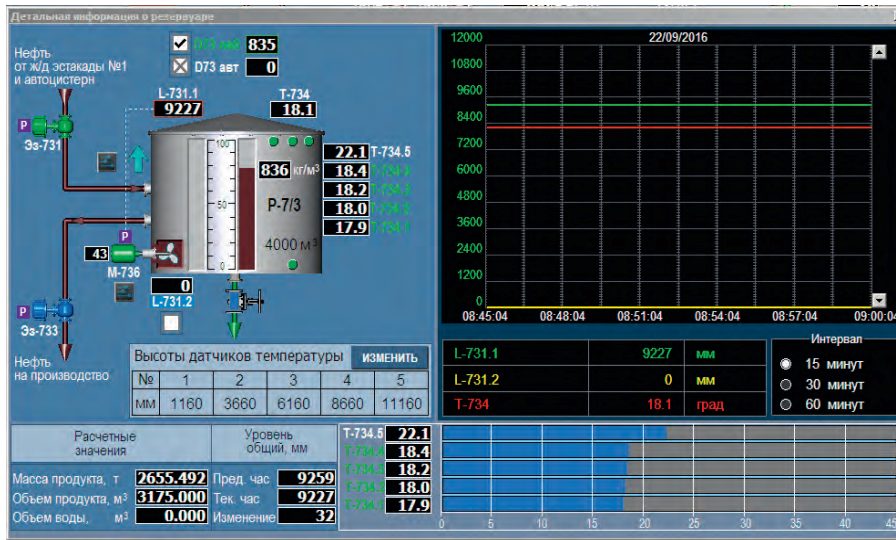 Детальная информация о резервуаре
Нефть
от ж/д эстакады №1
и автоцистерн
835
D73 авт 0
L-731.1
9227
T-734
18.1
P
Эз-731
100
50
0
836 кг/м³
P-7/3
4000 м³
22.1 T-734.5
18.4
18.2
18.0
17.9
P
43
M-736
0
L-731.2
P
Эз-733
Нефть
на производство
Высоты датчиков температуры ИЗМЕНИТЬ
№ 1 2 3 4 5
мм 1160 3660 6160 8660 11160
22/09/2016
12000
10800
9600
8400
7200
6000
4800
3600
2400
1200
0
08:45:04 08:48:04 08:51:04 08:54:04 08:57:04 09:00:04
L-731.1 9227 мм
L-731.2 0 мм
T-734 18.1 град
Интервал
15 минут
30 минут
60 минут
Расчетные
значения
Уровень
общий, мм
Масса продукта, т 2655.492
Объем продукта, м³ 3175.000
Объем воды, м³ 0.000
Пред. час 9259
Тек. час 9227
Изменение 32
T-734.5 22.1
18.4
18.2
18.0
17.9
0 5 10 15 20 25 30 35 40 45